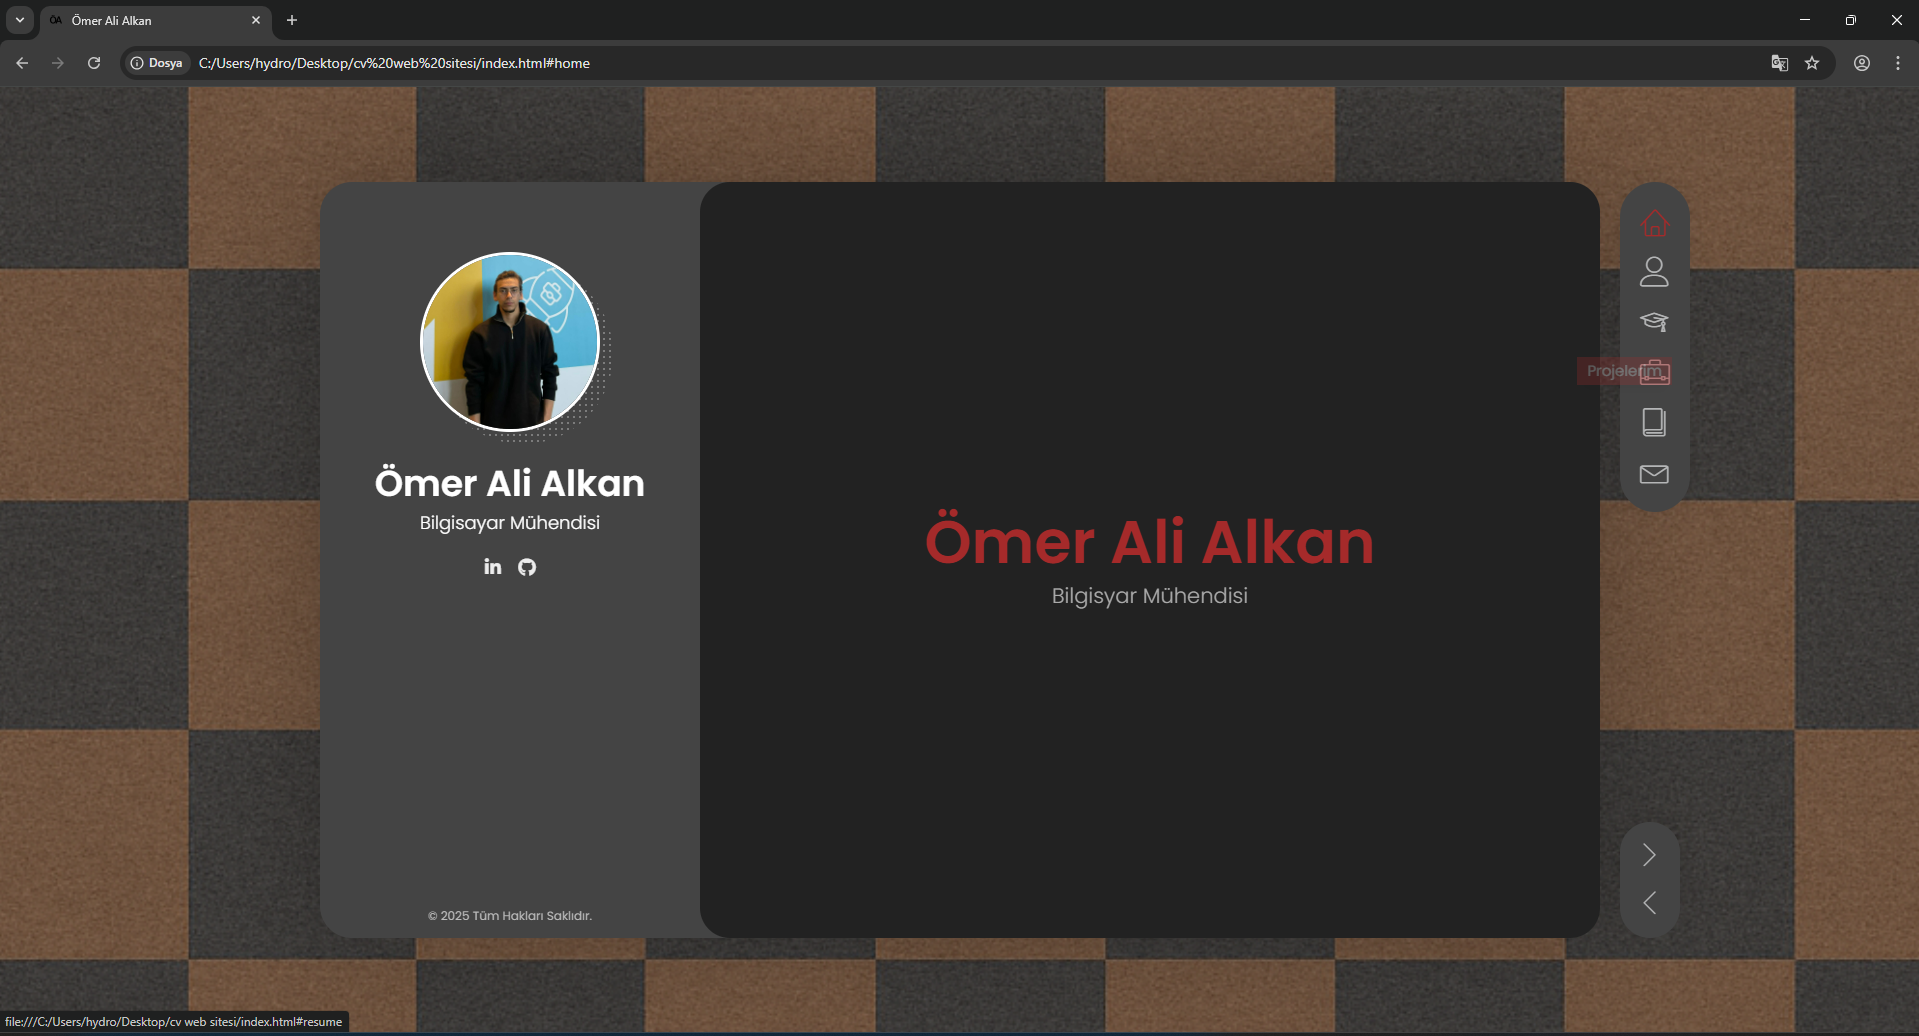 ÖA Ömer Ali Alkan
Dosya C:/Users/hydro/Desktop/cv%20web%20sitesi/index.html#home
Ömer Ali Alkan
Bilgisayar Mühendisi
in
© 2025 Tüm Hakları Saklıdır.
Ömer Ali Alkan
Bilgisyar Mühendisi
Projelerim
file:///C:/Users/hydro/Desktop/cv web sitesi/index.html#resume